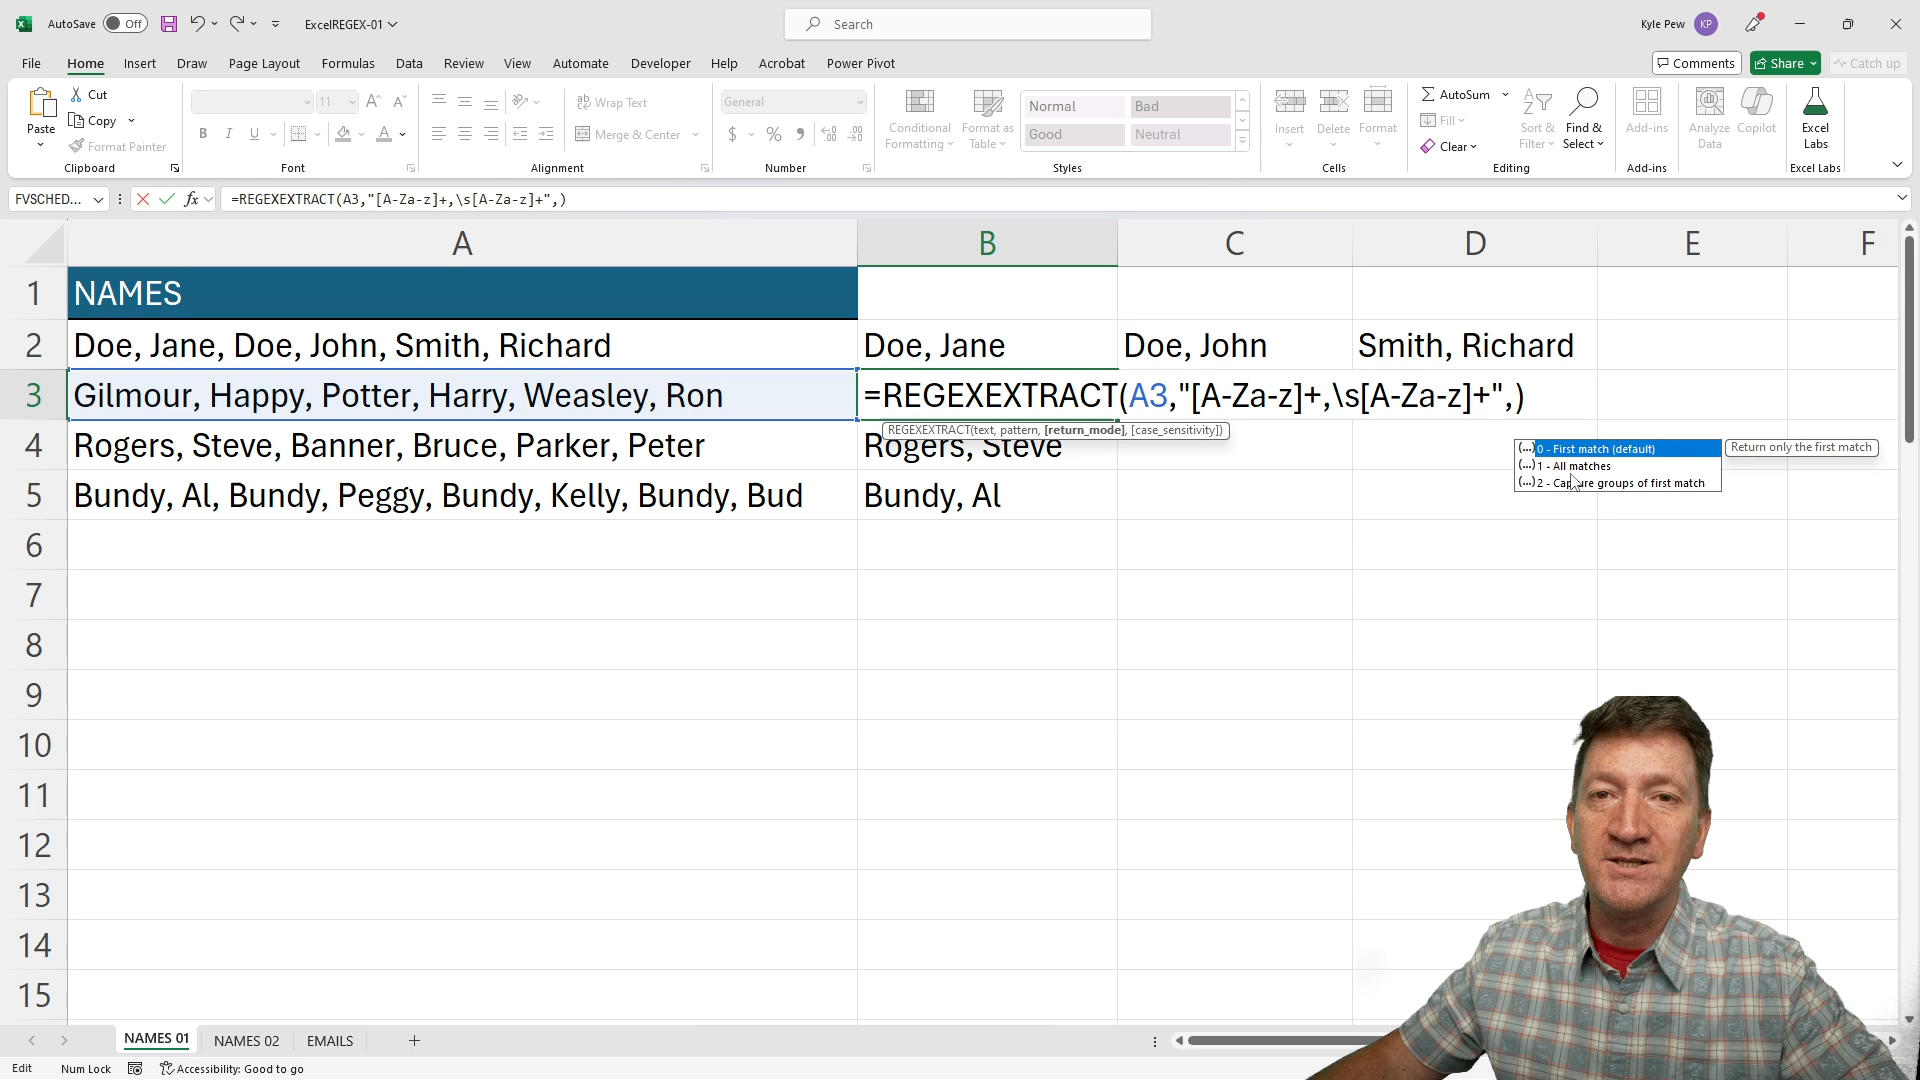 AutoSave Off ExcelREGEX-01 Search Kyle Pew KP
File Home Insert Draw Page Layout Formulas Data Review View Automate Developer Help Acrobat Power Pivot Comments Share Catch up
Paste Cut Copy Format Painter Clipboard
11 B I U Font
Wrap Text Merge & Center Alignment
General $ % Number
Conditional Formatting Format as Table Normal Bad Good Neutral Styles
Insert Delete Format Cells
AutoSum Fill Clear Sort & Filter Find & Select Editing
Add-ins Add-ins
Analyze Data Copilot
Excel Labs Excel Labs
FVSCHED... fx =REGEXEXTRACT(A3,"[A-Za-z]+,\s[A-Za-z]+",)
A B C D E F
1 NAMES
2 Doe, Jane, Doe, John, Smith, Richard Doe, Jane Doe, John Smith, Richard
3 Gilmour, Happy, Potter, Harry, Weasley, Ron =REGEXEXTRACT(A3,"[A-Za-z]+,\s[A-Za-z]+",)
REGEXEXTRACT(text, pattern, [return_mode], [case_sensitivity])
4 Rogers, Steve, Banner, Bruce, Parker, Peter Rogers, Steve
(...) 0 - First match (default) Return only the first match
(...) 1 - All matches
(...) 2 - Capture groups of first match
5 Bundy, Al, Bundy, Peggy, Bundy, Kelly, Bundy, Bud Bundy, Al
6
7
8
9
10
11
12
13
14
15
NAMES 01 NAMES 02 EMAILS
Edit Num Lock Accessibility: Good to go